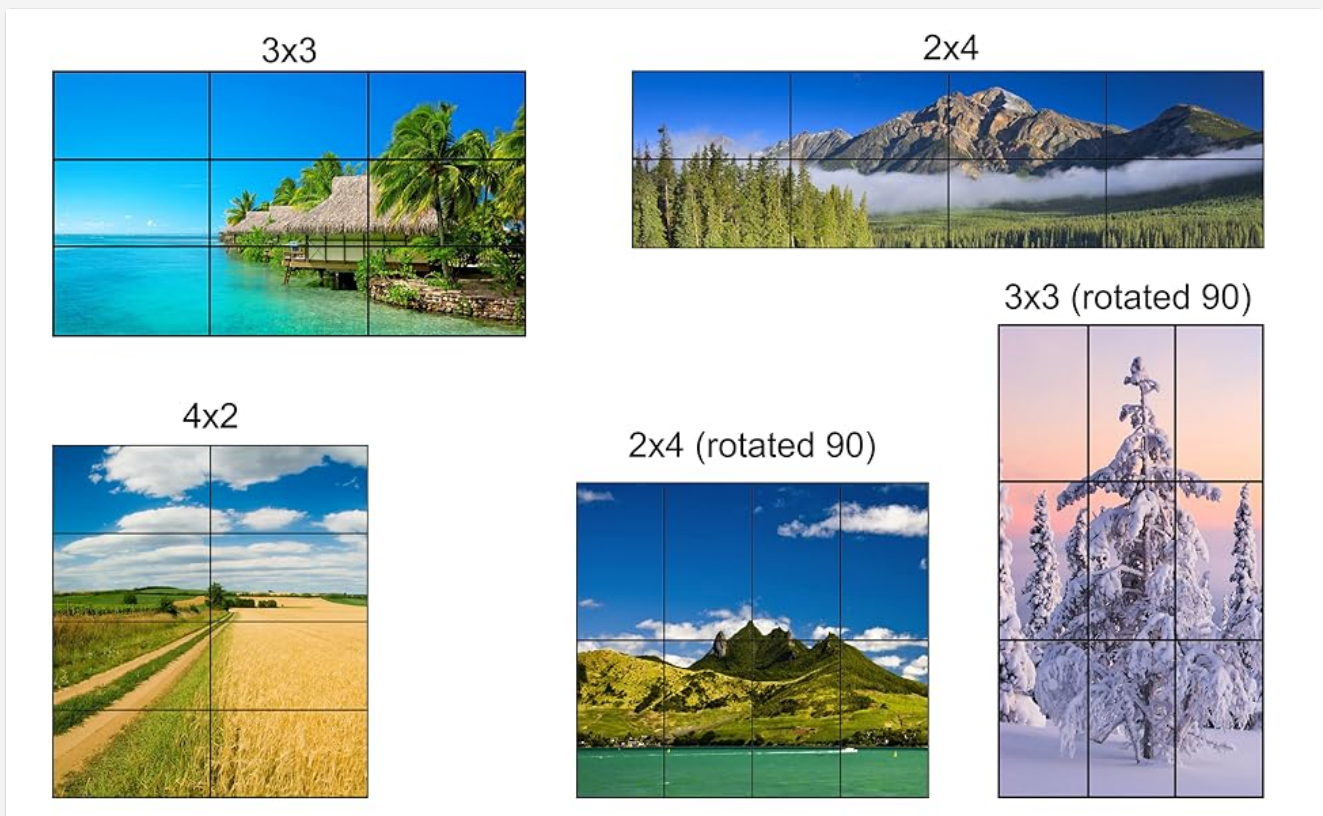 3x3
2x4
3x3 (rotated 90)
4x2
2x4 (rotated 90)